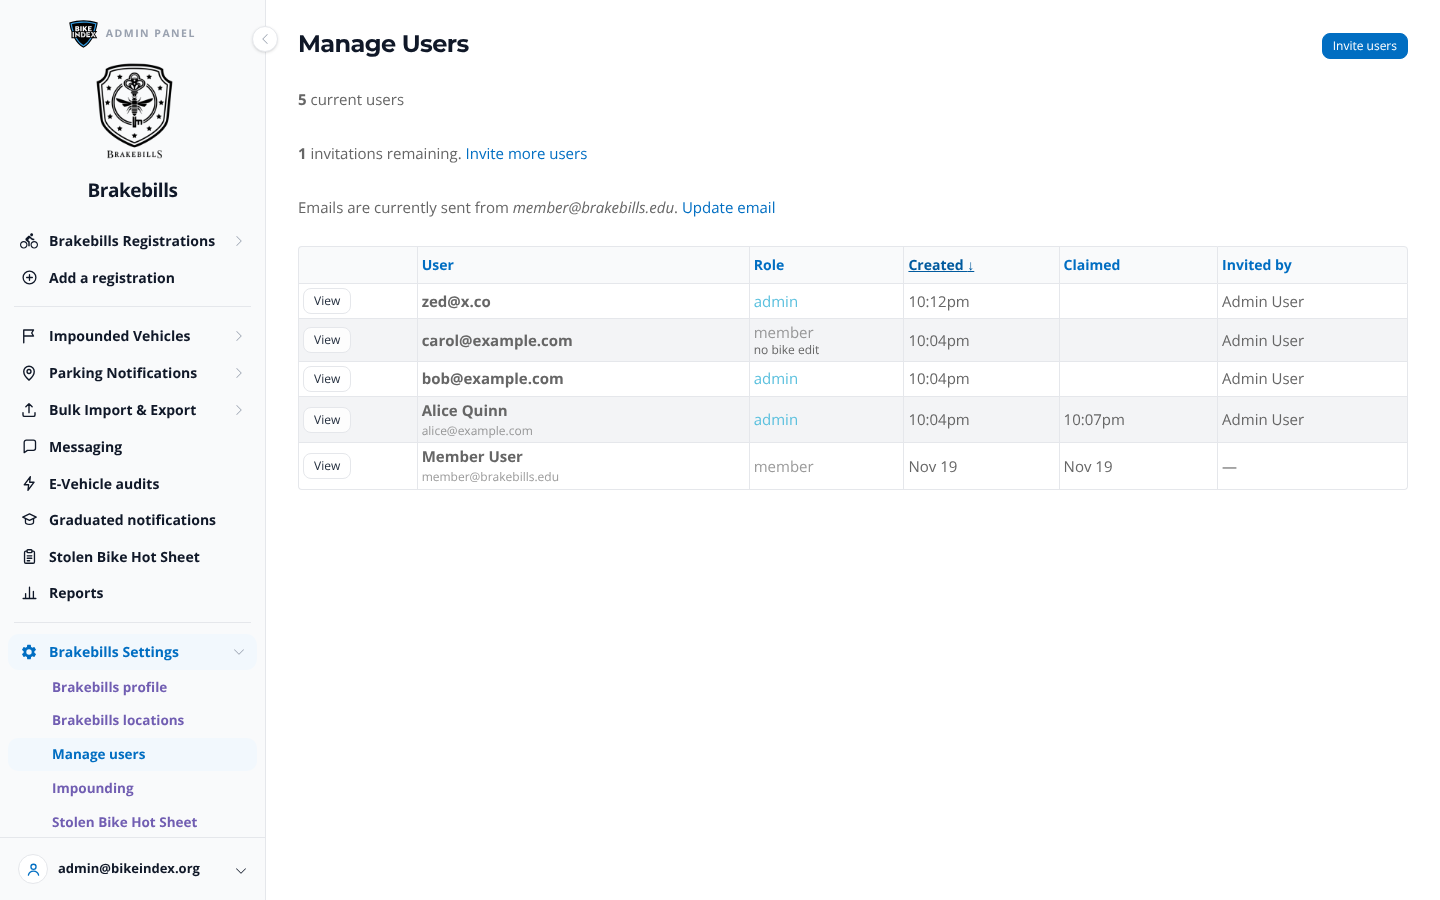 BIKE
INDEX
ADMIN PANEL
BRAKEBILLS
Brakebills
Brakebills Registrations
Add a registration
Impounded Vehicles
Parking Notifications
Bulk Import & Export
Messaging
E-Vehicle audits
Graduated notifications
Stolen Bike Hot Sheet
Reports
Brakebills Settings
Brakebills profile
Brakebills locations
Manage users
Impounding
Stolen Bike Hot Sheet
admin@bikeindex.org
Manage Users
Invite users
5 current users
1 invitations remaining. Invite more users
Emails are currently sent from member@brakebills.edu. Update email
User Role Created ↓ Claimed Invited by
View zed@x.co admin 10:12pm Admin User
View carol@example.com member 10:04pm Admin User
no bike edit
View bob@example.com admin 10:04pm Admin User
View Alice Quinn admin 10:04pm 10:07pm Admin User
alice@example.com
View Member User member Nov 19 Nov 19 —
member@brakebills.edu